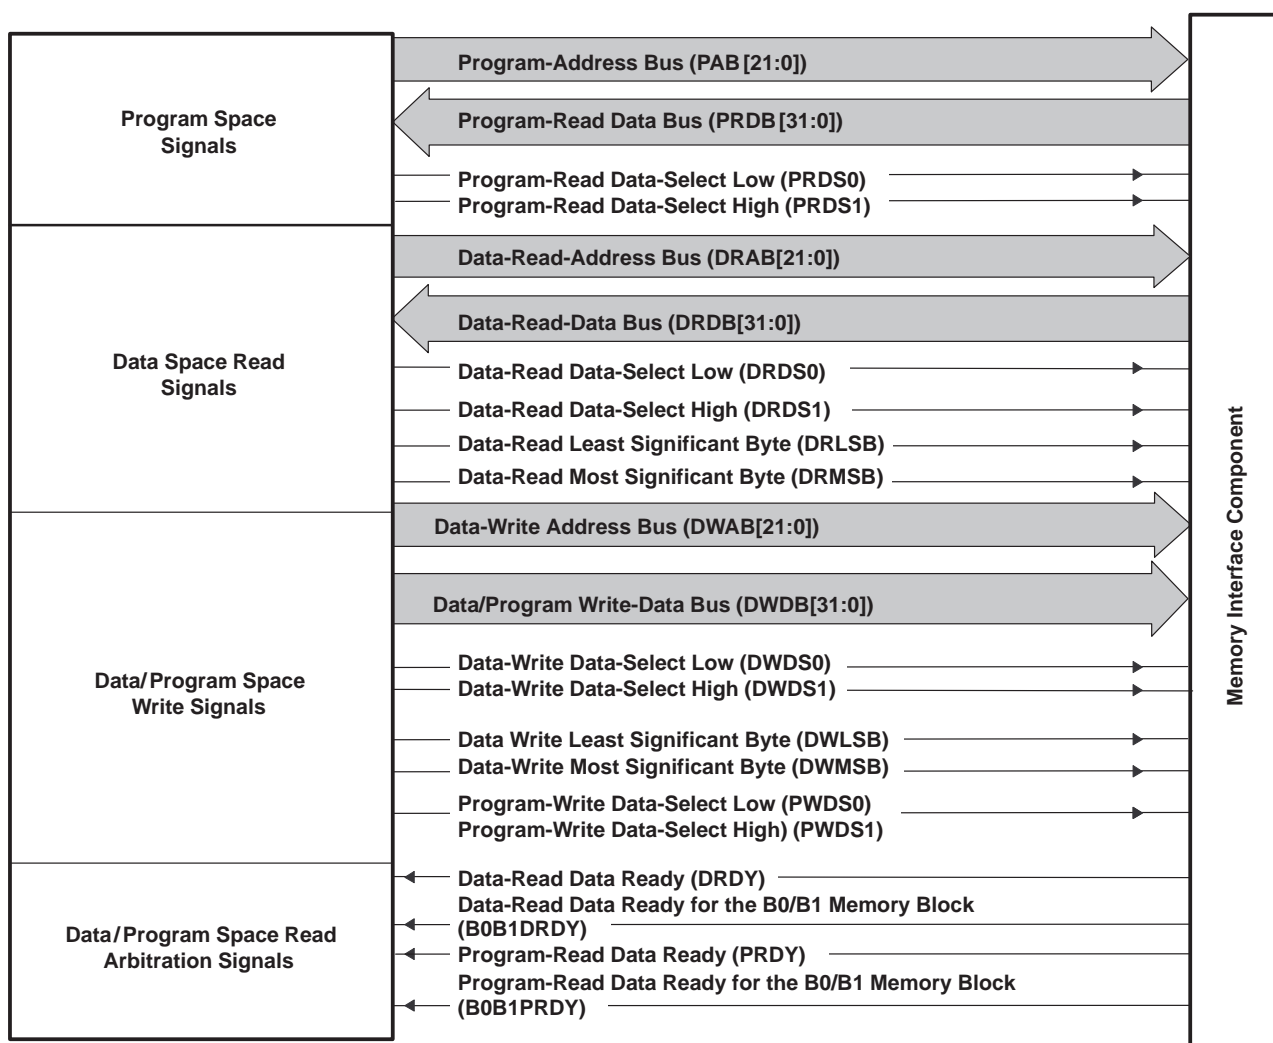 Program Space
Signals
Program-Address Bus (PAB [21:0])
Program-Read Data Bus (PRDB [31:0])
Program-Read Data-Select Low (PRDS0)
Program-Read Data-Select High (PRDS1)
Data Space Read
Signals
Data-Read-Address Bus (DRAB[21:0])
Data-Read-Data Bus (DRDB[31:0])
Data-Read Data-Select Low (DRDS0)
Data-Read Data-Select High (DRDS1)
Data-Read Least Significant Byte (DRLSB)
Data-Read Most Significant Byte (DRMSB)
Data/Program Space
Write Signals
Data-Write Address Bus (DWAB[21:0])
Data/Program Write-Data Bus (DWDB[31:0])
Data-Write Data-Select Low (DWDS0)
Data-Write Data-Select High (DWDS1)
Data Write Least Significant Byte (DWLSB)
Data-Write Most Significant Byte (DWMSB)
Program-Write Data-Select Low (PWDS0)
Program-Write Data-Select High) (PWDS1)
Data/Program Space Read
Arbitration Signals
Data-Read Data Ready (DRDY)
Data-Read Data Ready for the B0/B1 Memory Block
(B0B1DRDY)
Program-Read Data Ready (PRDY)
Program-Read Data Ready for the B0/B1 Memory Block
(B0B1PRDY)
Memory Interface Component